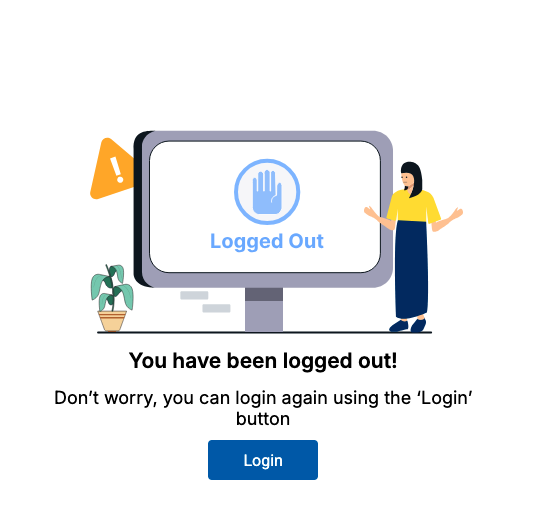 !
Logged Out
You have been logged out!
Don’t worry, you can login again using the ‘Login’
button
Login